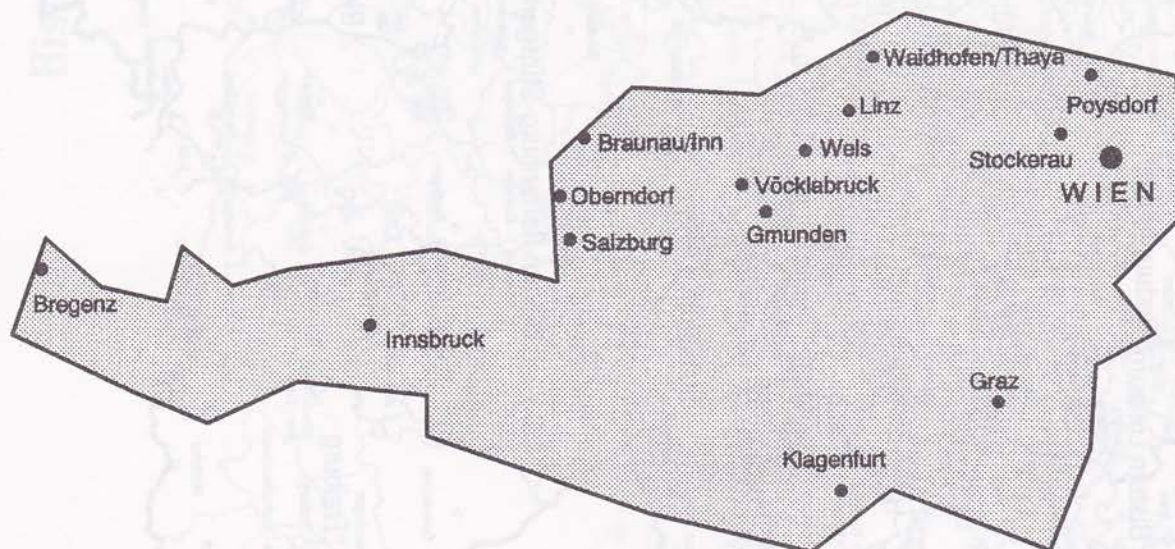 Waidhofen/Thaya
Poysdorf
Linz
Braunau/Inn
Wels
Stockerau
WIEN
Vöcklabruck
Oberndorf
Gmunden
Salzburg
Bregenz
Innsbruck
Graz
Klagenfurt